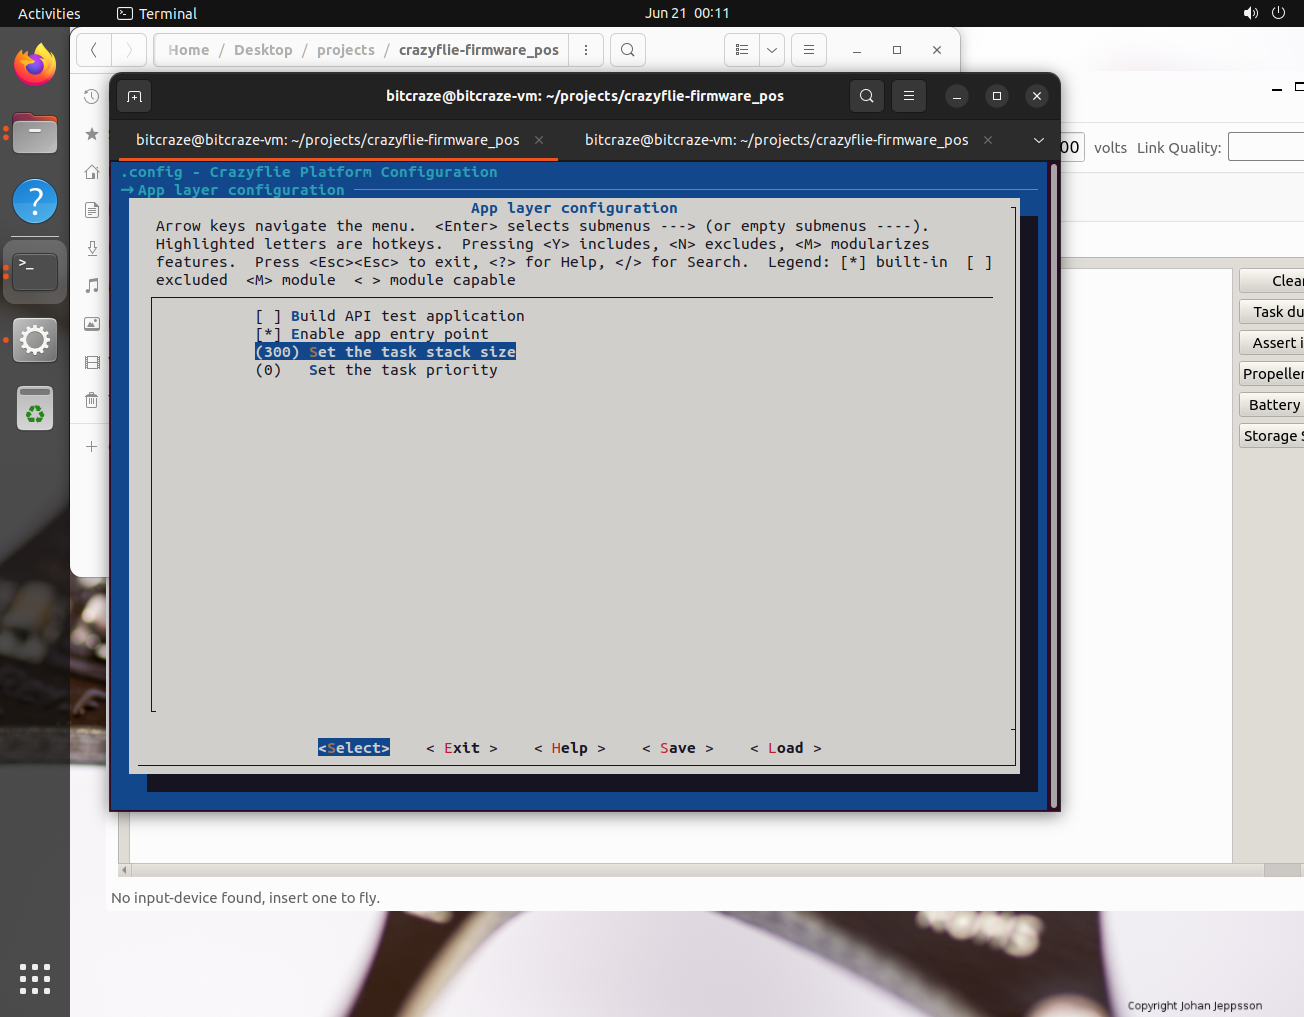 Activities
Terminal
Jun 21 00:11
Home / Desktop / projects / crazyflie-firmware_pos
bitcraze@bitcraze-vm: ~/projects/crazyflie-firmware_pos
bitcraze@bitcraze-vm: ~/projects/crazyflie-firmware_pos
bitcraze@bitcraze-vm: ~/projects/crazyflie-firmware_pos
00 volts Link Quality:
.config - Crazyflie Platform Configuration
→ App layer configuration
App layer configuration
Arrow keys navigate the menu. <Enter> selects submenus ---> (or empty submenus ----).
Highlighted letters are hotkeys. Pressing <Y> includes, <N> excludes, <M> modularizes
features. Press <Esc><Esc> to exit, <?> for Help, </> for Search. Legend: [*] built-in [ ]
excluded <M> module < > module capable
[ ] Build API test application
[*] Enable app entry point
(300) Set the task stack size
(0) Set the task priority
<Select> < Exit > < Help > < Save > < Load >
Clear
Task du
Assert i
Propeller
Battery
Storage S
No input-device found, insert one to fly.
Copyright Johan Jeppsson